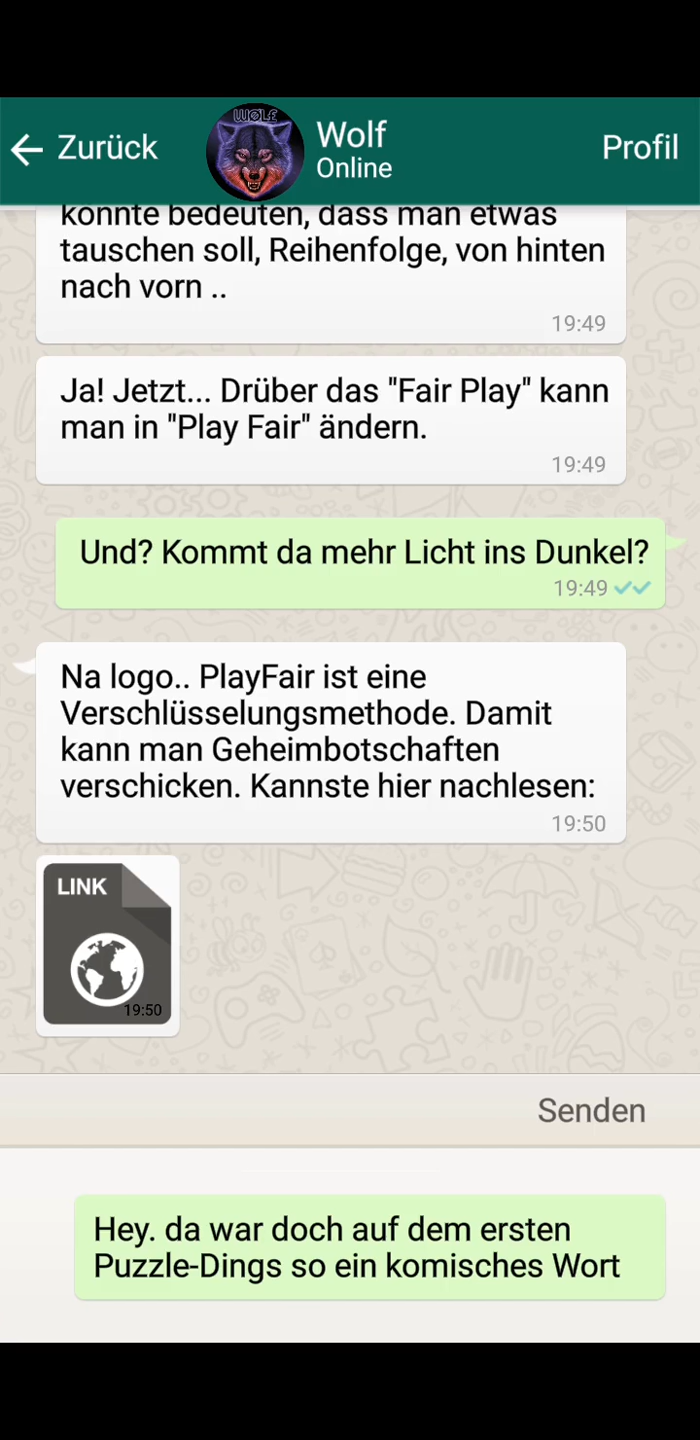 ← Zurück
WØLF
Wolf
Online
Profil
könnte bedeuten, dass man etwas
tauschen soll, Reihenfolge, von hinten
nach vorn ..
19:49
Ja! Jetzt... Drüber das "Fair Play" kann
man in "Play Fair" ändern.
19:49
Und? Kommt da mehr Licht ins Dunkel?
19:49
Na logo.. PlayFair ist eine
Verschlüsselungsmethode. Damit
kann man Geheimbotschaften
verschicken. Kannste hier nachlesen:
19:50
LINK
19:50
Senden
Hey. da war doch auf dem ersten
Puzzle-Dings so ein komisches Wort